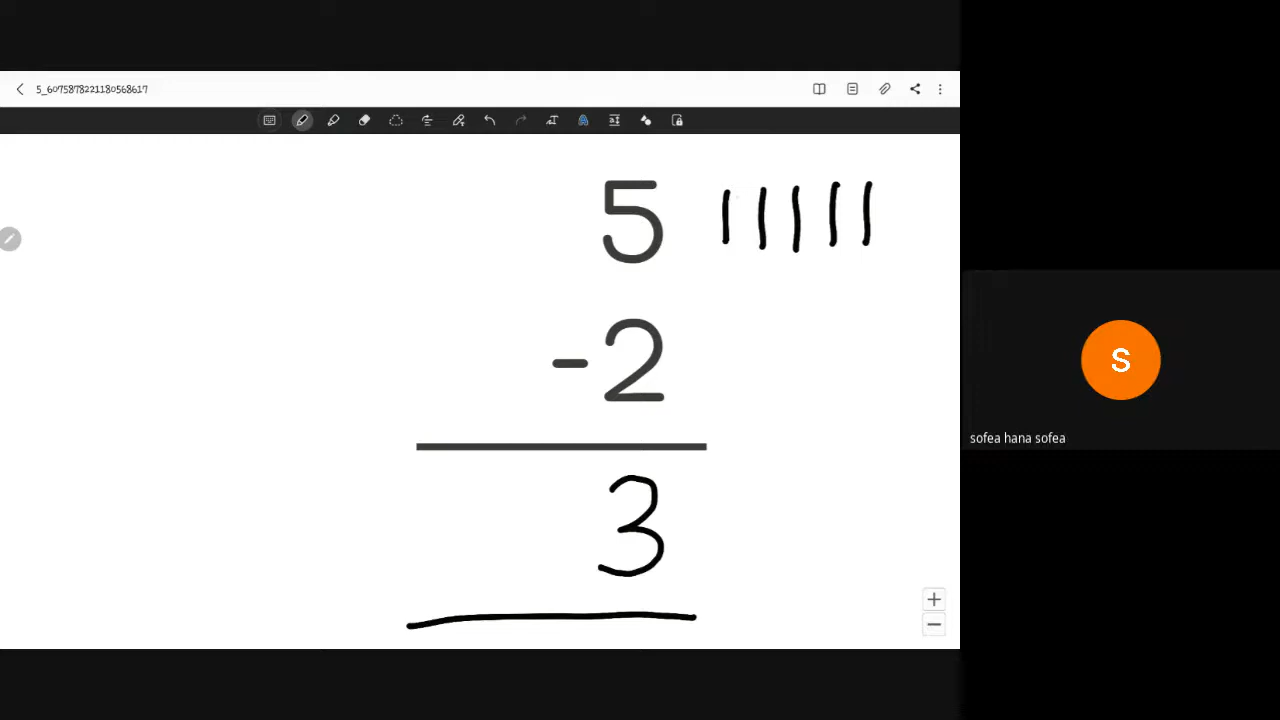 5_6075878221180568617
5 | | | | |
-2
3
S
sofea hana sofea